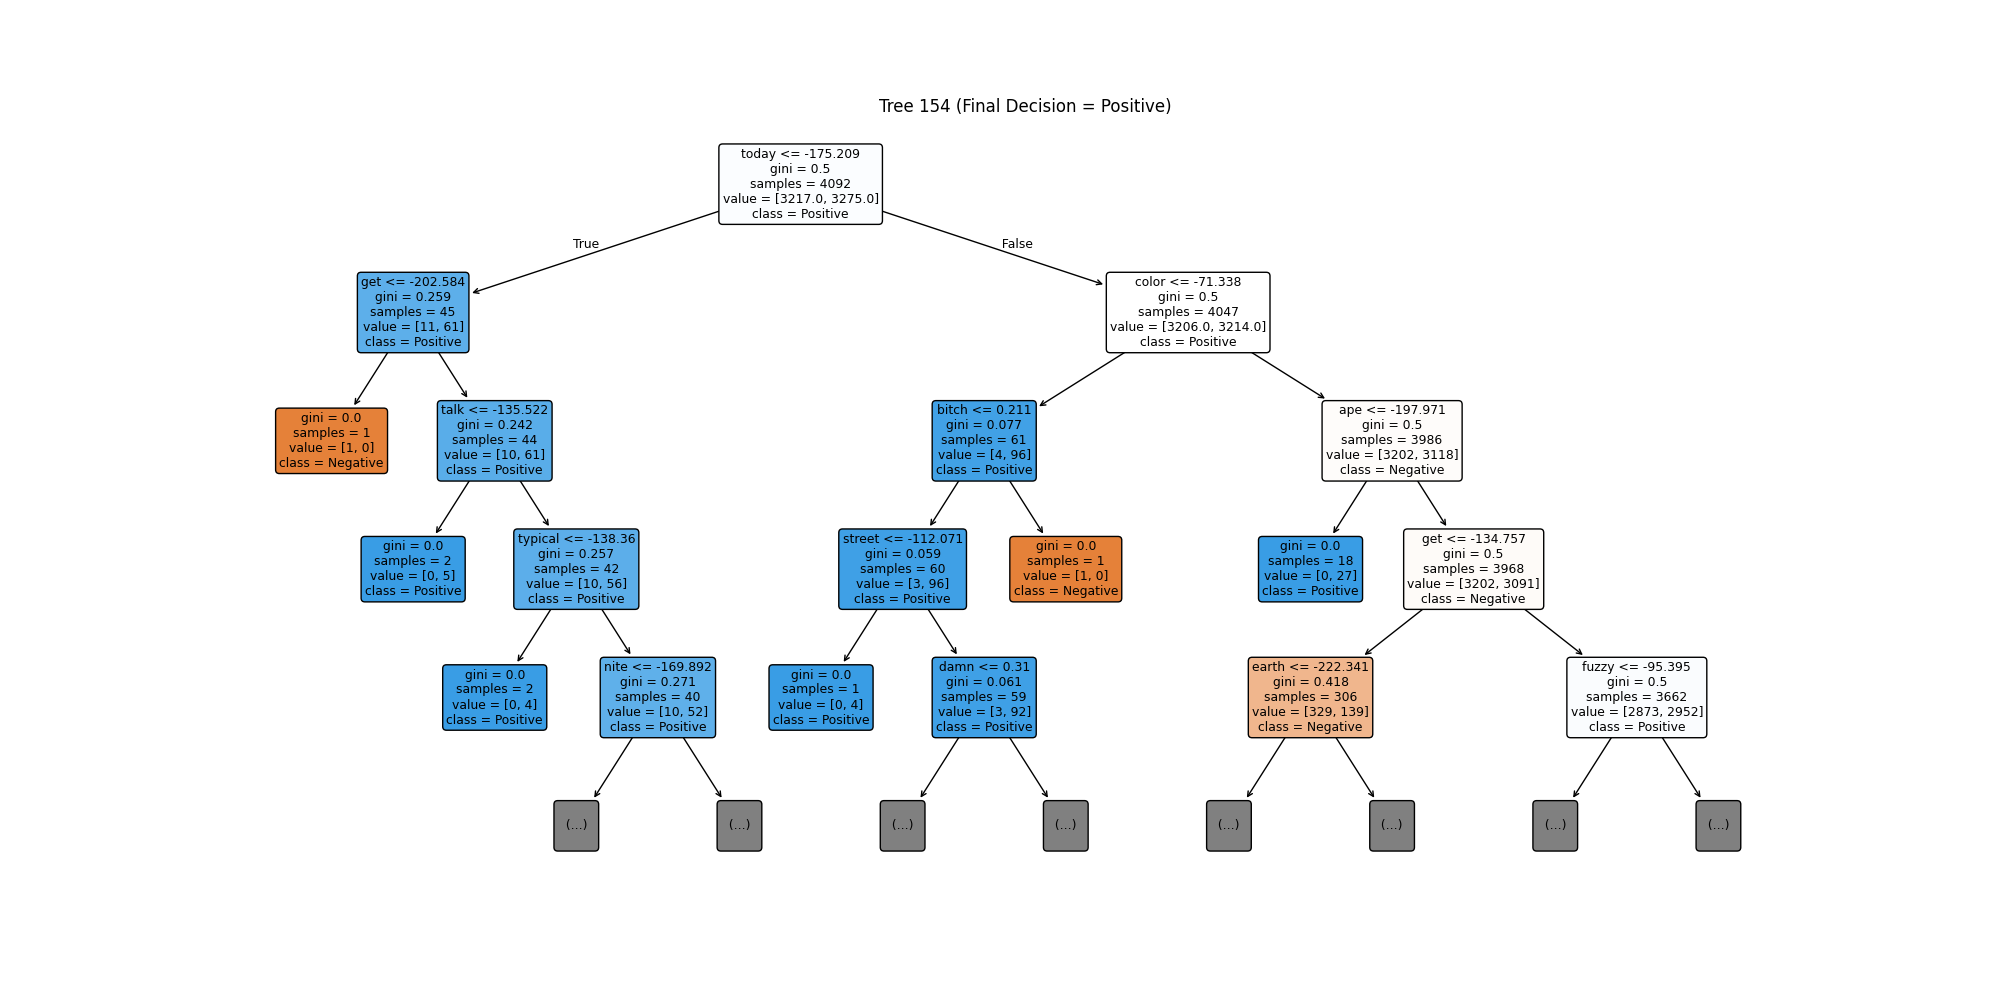 Tree 154 (Final Decision = Positive)
today <= -175.209
gini = 0.5
samples = 4092
value = [3217.0, 3275.0]
class = Positive
True
False
get <= -202.584
gini = 0.259
samples = 45
value = [11, 61]
class = Positive
color <= -71.338
gini = 0.5
samples = 4047
value = [3206.0, 3214.0]
class = Positive
gini = 0.0
samples = 1
value = [1, 0]
class = Negative
talk <= -135.522
gini = 0.242
samples = 44
value = [10, 61]
class = Positive
bitch <= 0.211
gini = 0.077
samples = 61
value = [4, 96]
class = Positive
ape <= -197.971
gini = 0.5
samples = 3986
value = [3202, 3118]
class = Negative
gini = 0.0
samples = 2
value = [0, 5]
class = Positive
typical <= -138.36
gini = 0.257
samples = 42
value = [10, 56]
class = Positive
street <= -112.071
gini = 0.059
samples = 60
value = [3, 96]
class = Positive
gini = 0.0
samples = 1
value = [1, 0]
class = Negative
gini = 0.0
samples = 18
value = [0, 27]
class = Positive
get <= -134.757
gini = 0.5
samples = 3968
value = [3202, 3091]
class = Negative
gini = 0.0
samples = 2
value = [0, 4]
class = Positive
nite <= -169.892
gini = 0.271
samples = 40
value = [10, 52]
class = Positive
gini = 0.0
samples = 1
value = [0, 4]
class = Positive
damn <= 0.31
gini = 0.061
samples = 59
value = [3, 92]
class = Positive
earth <= -222.341
gini = 0.418
samples = 306
value = [329, 139]
class = Negative
fuzzy <= -95.395
gini = 0.5
samples = 3662
value = [2873, 2952]
class = Positive
(...)
(...)
(...)
(...)
(...)
(...)
(...)
(...)